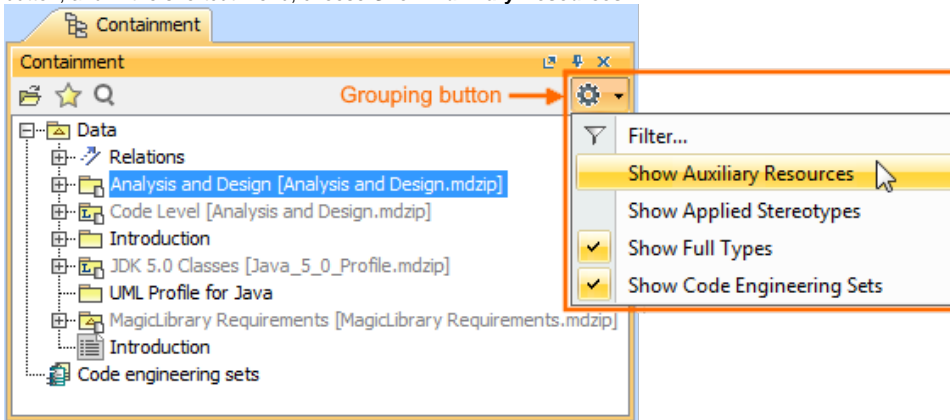 Containment
Containment
Grouping button
Data
Relations
Analysis and Design [Analysis and Design.mdzip]
Code Level [Analysis and Design.mdzip]
Introduction
JDK 5.0 Classes [Java_5_0_Profile.mdzip]
UML Profile for Java
MagicLibrary Requirements [MagicLibrary Requirements.mdzip]
Introduction
Code engineering sets
Filter...
Show Auxiliary Resources
Show Applied Stereotypes
Show Full Types
Show Code Engineering Sets